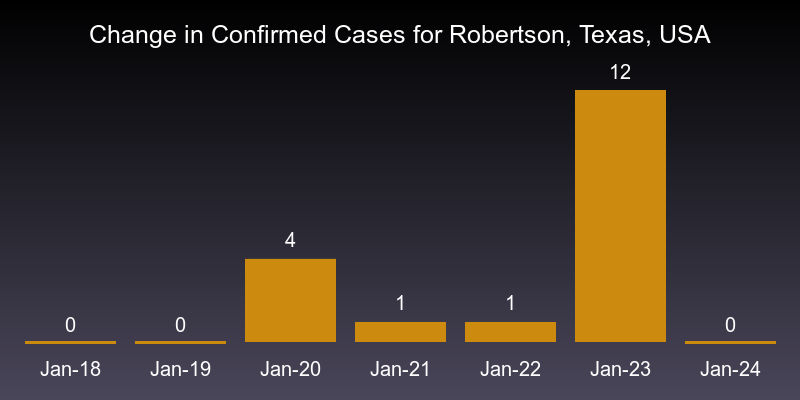 Change in Confirmed Cases for Robertson, Texas, USA
12
4
1
1
0
0
0
Jan-18
Jan-19
Jan-20
Jan-21
Jan-22
Jan-23
Jan-24